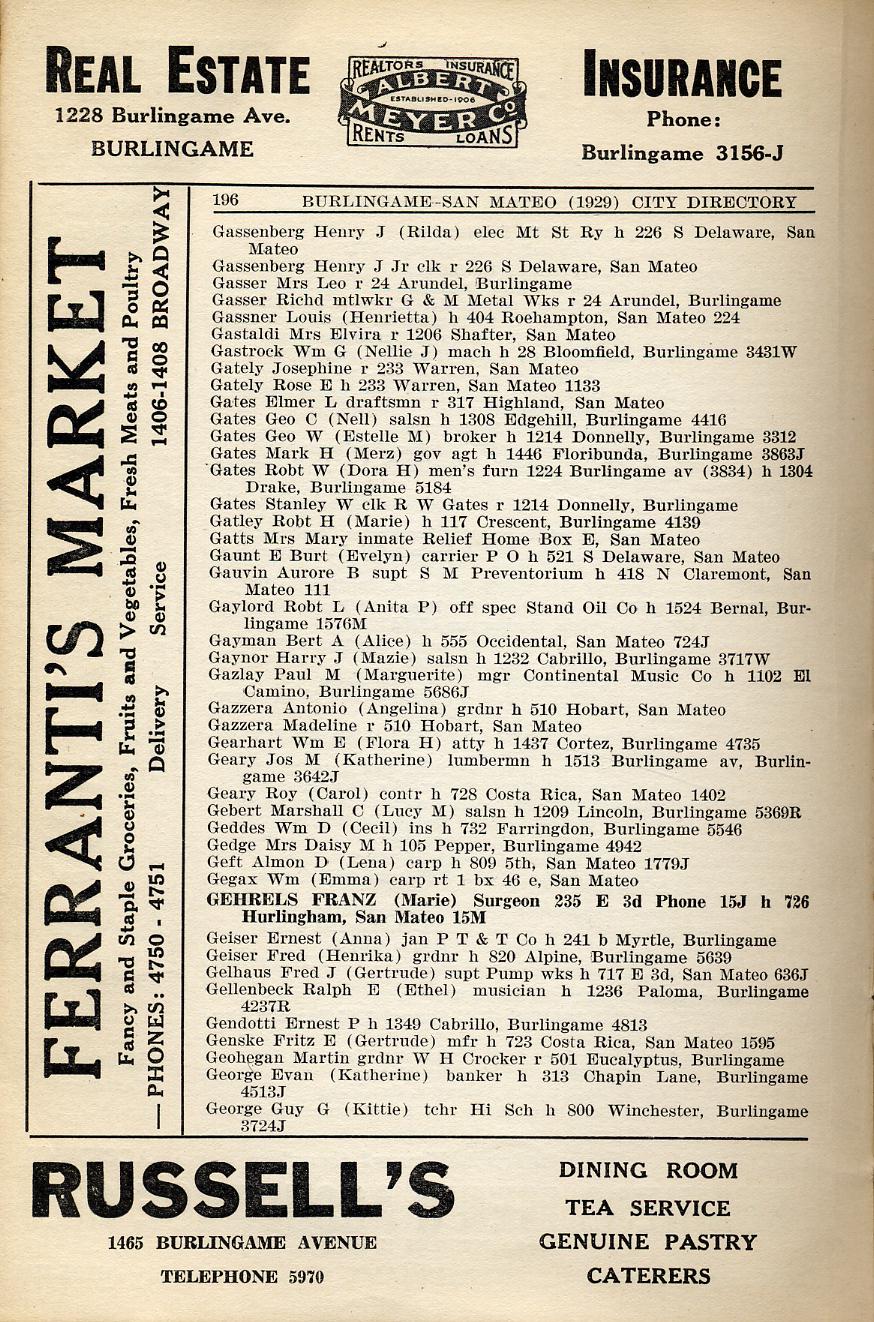 REAL ESTATE
1228 Burlingame Ave.
BURLINGAME
REALTORS INSURANCE
ALBERT
ESTABLISHED-1906
MEYER Co
RENTS LOANS
INSURANCE
Phone:
Burlingame 3156-J
FERRANTI'S MARKET
Fancy and Staple Groceries, Fruits and Vegetables, Fresh Meats and Poultry
— PHONES: 4750 - 4751 Delivery Service 1406-1408 BROADWAY
196 BURLINGAME-SAN MATEO (1929) CITY DIRECTORY
Gassenberg Henry J (Rilda) elec Mt St Ry h 226 S Delaware, San
Mateo
Gassenberg Henry J Jr clk r 226 S Delaware, San Mateo
Gasser Mrs Leo r 24 Arundel, Burlingame
Gasser Richd mtlwkr G & M Metal Wks r 24 Arundel, Burlingame
Gassner Louis (Henrietta) h 404 Roehampton, San Mateo 224
Gastaldi Mrs Elvira r 1206 Shafter, San Mateo
Gastrock Wm G (Nellie J) mach h 28 Bloomfield, Burlingame 3431W
Gately Josephine r 233 Warren, San Mateo
Gately Rose E h 233 Warren, San Mateo 1133
Gates Elmer L draftsmn r 317 Highland, San Mateo
Gates Geo C (Nell) salsn h 1308 Edgehill, Burlingame 4416
Gates Geo W (Estelle M) broker h 1214 Donnelly, Burlingame 3312
Gates Mark H (Merz) gov agt h 1446 Floribunda, Burlingame 3863J
Gates Robt W (Dora H) men's furn 1224 Burlingame av (3834) h 1304
Drake, Burlingame 5184
Gates Stanley W clk R W Gates r 1214 Donnelly, Burlingame
Gatley Robt H (Marie) h 117 Crescent, Burlingame 4139
Gatts Mrs Mary inmate Relief Home Box E, San Mateo
Gaunt E Burt (Evelyn) carrier P O h 521 S Delaware, San Mateo
Gauvin Aurore B supt S M Preventorium h 418 N Claremont, San
Mateo 111
Gaylord Robt L (Anita P) off spec Stand Oil Co h 1524 Bernal, Bur-
lingame 1576M
Gayman Bert A (Alice) h 555 Occidental, San Mateo 724J
Gaynor Harry J (Mazie) salsn h 1232 Cabrillo, Burlingame 3717W
Gazlay Paul M (Marguerite) mgr Continental Music Co h 1102 El
Camino, Burlingame 5686J
Gazzera Antonio (Angelina) grdnr h 510 Hobart, San Mateo
Gazzera Madeline r 510 Hobart, San Mateo
Gearhart Wm E (Flora H) atty h 1437 Cortez, Burlingame 4735
Geary Jos M (Katherine) lumbermn h 1513 Burlingame av, Burlin-
game 3642J
Geary Roy (Carol) contr h 728 Costa Rica, San Mateo 1402
Gebert Marshall C (Lucy M) salsn h 1209 Lincoln, Burlingame 5369R
Geddes Wm D (Cecil) ins h 732 Farringdon, Burlingame 5546
Gedge Mrs Daisy M h 105 Pepper, Burlingame 4942
Geft Almon D (Lena) carp h 809 5th, San Mateo 1779J
Gegax Wm (Emma) carp rt 1 bx 46 e, San Mateo
GEHRELS FRANZ (Marie) Surgeon 235 E 3d Phone 15J h 726
Hurlingham, San Mateo 15M
Geiser Ernest (Anna) jan P T & T Co h 241 b Myrtle, Burlingame
Geiser Fred (Henrika) grdnr h 820 Alpine, Burlingame 5639
Gelhaus Fred J (Gertrude) supt Pump wks h 717 E 3d, San Mateo 636J
Gellenbeck Ralph E (Ethel) musician h 1236 Paloma, Burlingame
4237R
Gendotti Ernest P h 1349 Cabrillo, Burlingame 4813
Genske Fritz E (Gertrude) mfr h 723 Costa Rica, San Mateo 1595
Geohegan Martin grdnr W H Crocker r 501 Eucalyptus, Burlingame
George Evan (Katherine) banker h 313 Chapin Lane, Burlingame
4513J
George Guy G (Kittie) tchr Hi Sch h 800 Winchester, Burlingame
3724J
RUSSELL'S
1465 BURLINGAME AVENUE
TELEPHONE 5970
DINING ROOM
TEA SERVICE
GENUINE PASTRY
CATERERS